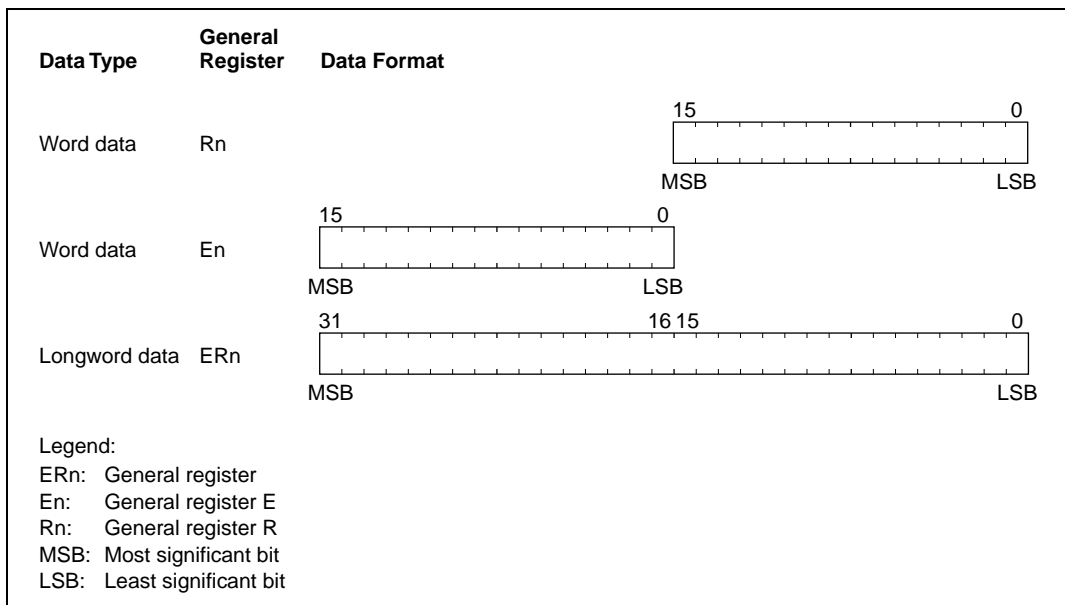 General
Data Type Register Data Format
15 0
Word data Rn
MSB LSB
15 0
Word data En
MSB LSB
31 16 15 0
Longword data ERn
MSB LSB
Legend:
ERn: General register
En: General register E
Rn: General register R
MSB: Most significant bit
LSB: Least significant bit